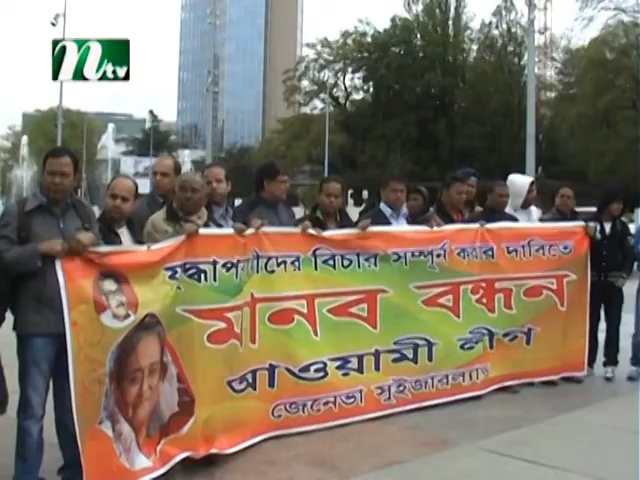 Ntv
যুদ্ধাপরাধীদের বিচার সম্পূর্ন করার দাবিতে
মানব বন্ধন
আওয়ামী লীগ
জেনেভা সুইজারল্যান্ড